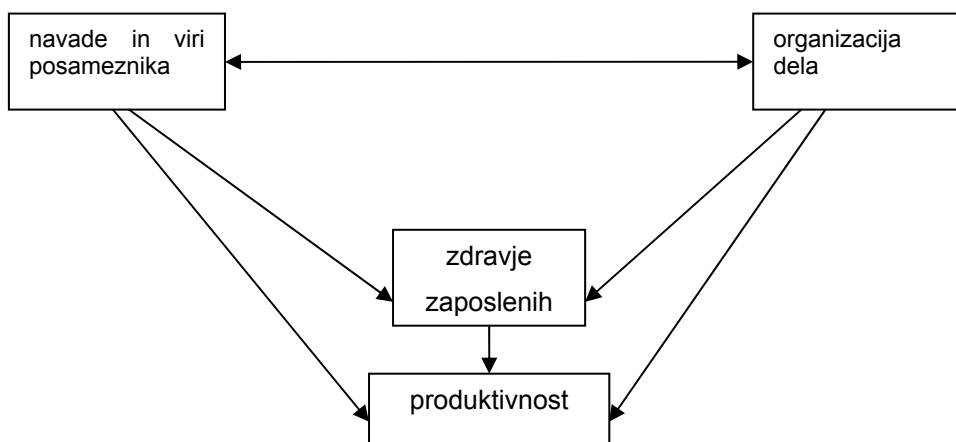 navade in viri
posameznika
organizacija
dela
zdravje
zaposlenih
produktivnost